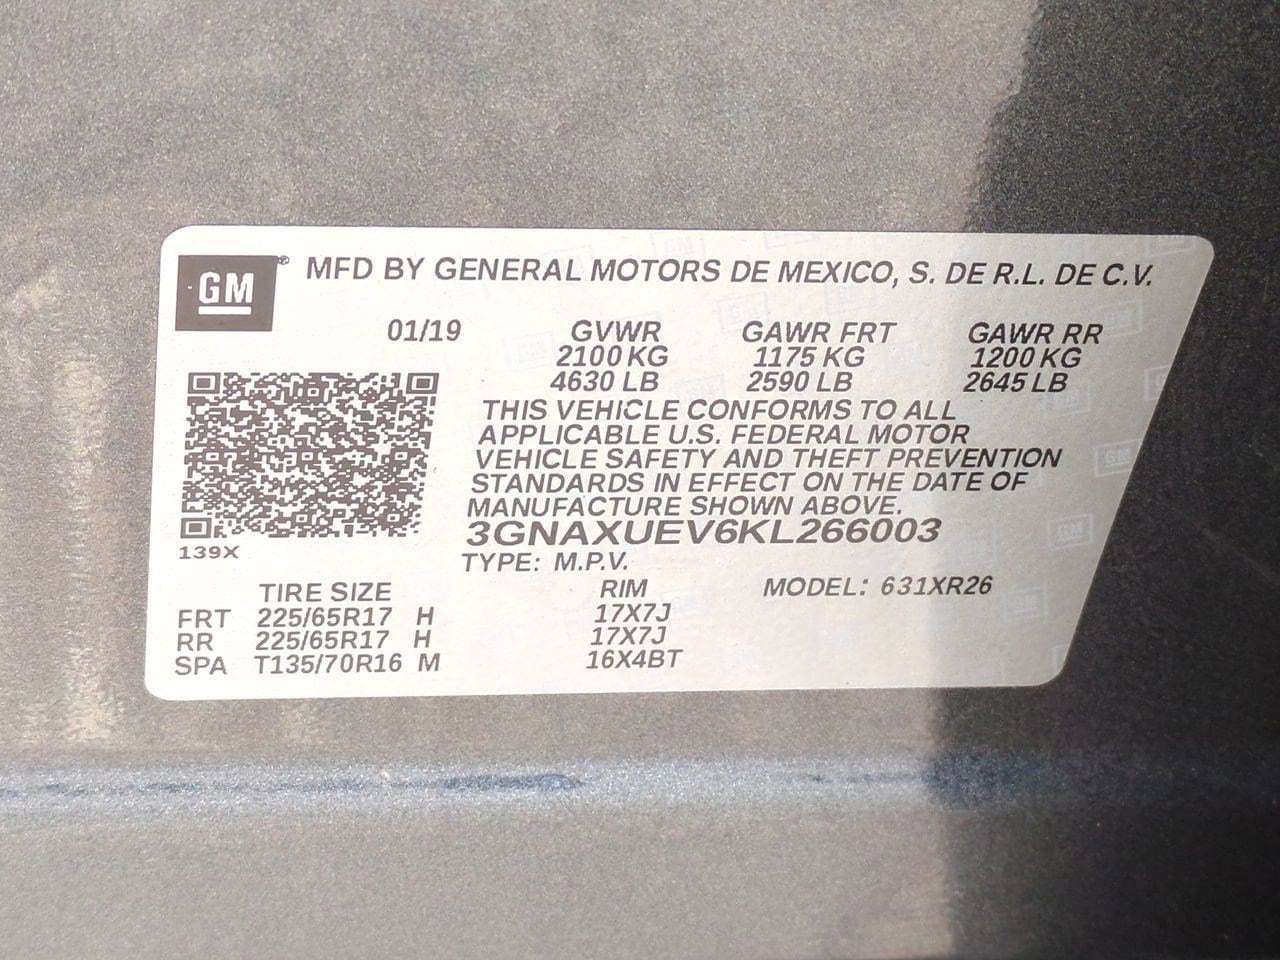 GM® MFD BY GENERAL MOTORS DE MEXICO, S. DE R.L. DE C.V.
01/19 GVWR GAWR FRT GAWR RR
2100 KG 1175 KG 1200 KG
4630 LB 2590 LB 2645 LB
THIS VEHICLE CONFORMS TO ALL
APPLICABLE U.S. FEDERAL MOTOR
VEHICLE SAFETY AND THEFT PREVENTION
STANDARDS IN EFFECT ON THE DATE OF
MANUFACTURE SHOWN ABOVE.
3GNAXUEV6KL266003
139X
TYPE: M.P.V.
TIRE SIZE RIM MODEL: 631XR26
FRT 225/65R17 H 17X7J
RR 225/65R17 H 17X7J
SPA T135/70R16 M 16X4BT